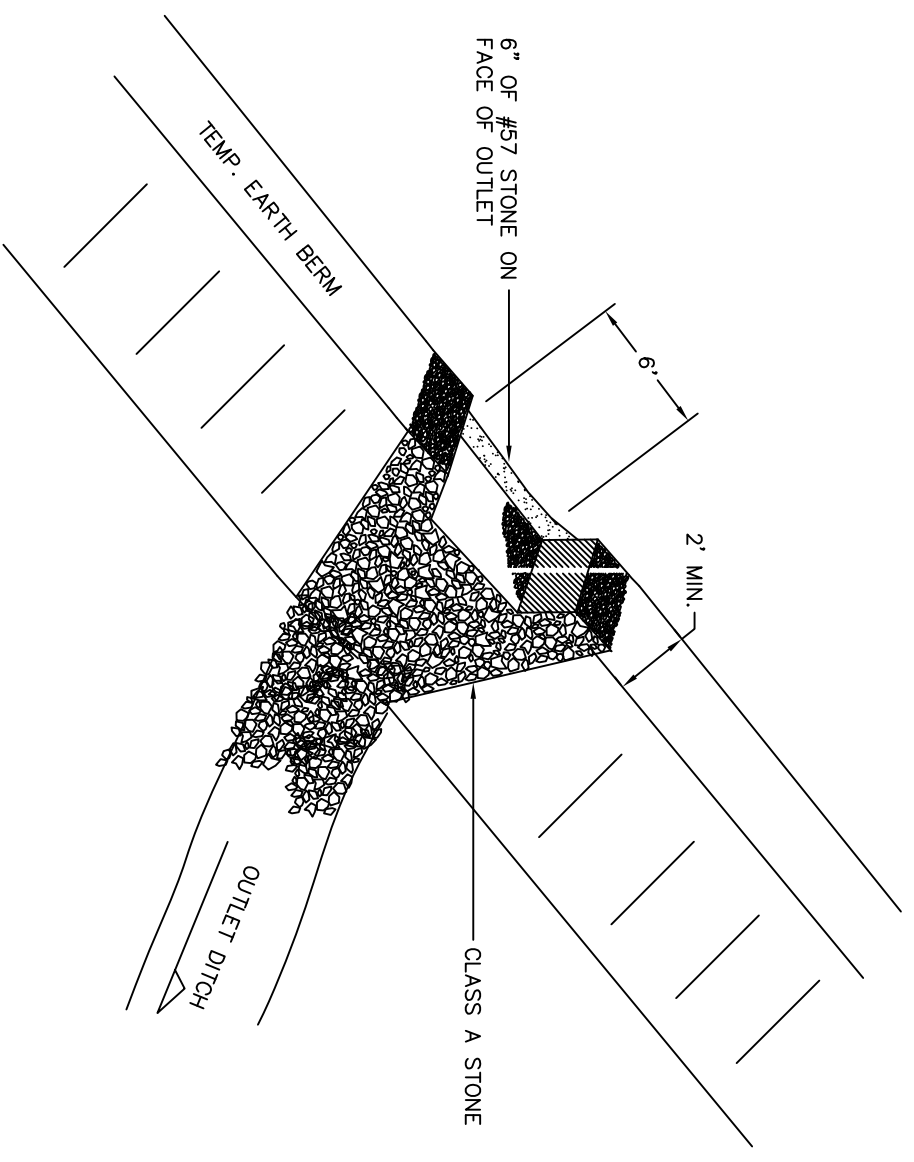 6" OF #57 STONE ON
FACE OF OUTLET
TEMP. EARTH BERM
6'
2' MIN.
CLASS A STONE
OUTLET DITCH